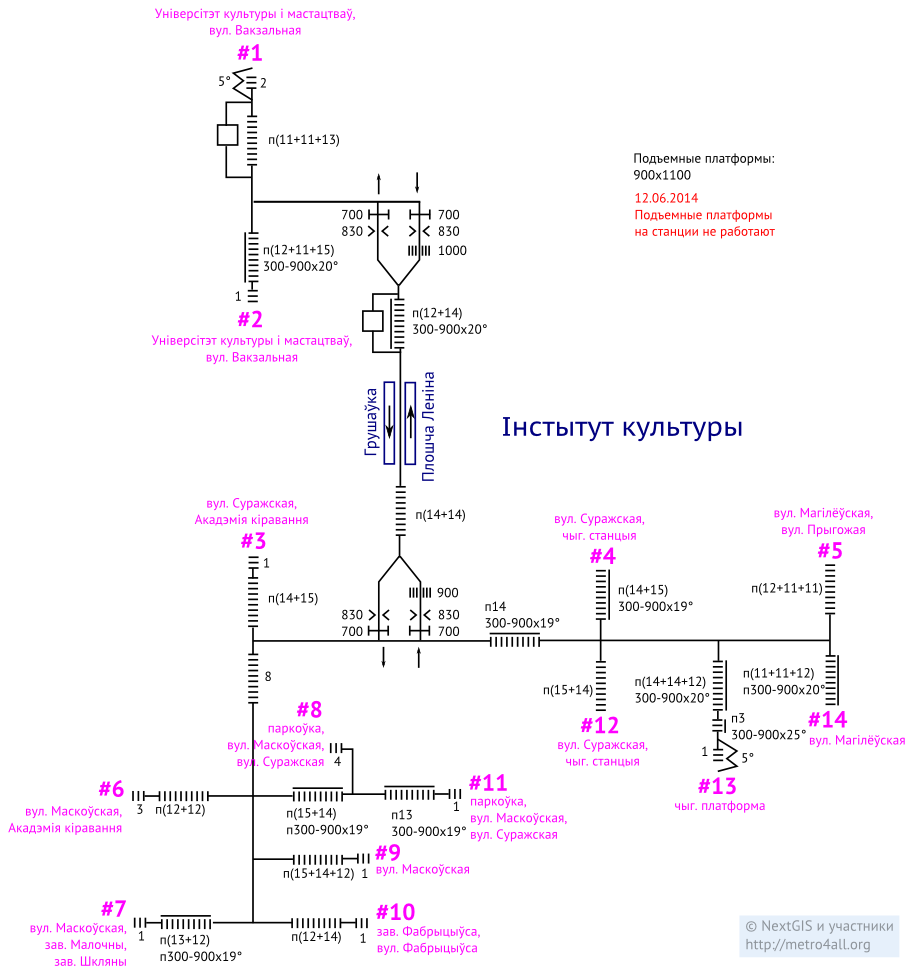 Універсітэт культуры і мастацтваў,
вул. Вакзальная
#1
5°
2
п(11+11+13)
Подъемные платформы:
900x1100
12.06.2014
Подъемные платформы
на станции не работают
700
700
830
830
1000
п(12+11+15)
300-900x20°
1
#2
Універсітэт культуры і мастацтваў,
вул. Вакзальная
п(12+14)
300-900x20°
Грушаўка
Плошча Леніна
Інстытут культуры
п(14+14)
вул. Суражская,
Акадэмія кіравання
#3
1
п(14+15)
900
830
830
700
700
п14
300-900x19°
вул. Суражская,
чыг. станцыя
#4
п(14+15)
300-900x19°
вул. Магілёўская,
вул. Прыгожая
#5
п(12+11+11)
8
п(15+14)
#12
вул. Суражская,
чыг. станцыя
п(14+14+12)
300-900x20°
п3
300-900x25°
1
5°
#13
чыг. платформа
п(11+11+12)
п300-900x20°
#14
вул. Магілёўская
#8
паркоўка,
вул. Маскоўская,
вул. Суражская
4
#6
вул. Маскоўская,
Акадэмія кіравання
3
п(12+12)
п(15+14)
п300-900x19°
п13
300-900x19°
1
#11
паркоўка,
вул. Маскоўская,
вул. Суражская
п(15+14+12)
1
#9
вул. Маскоўская
#7
вул. Маскоўская,
зав. Малочны,
зав. Шкляны
1
п(13+12)
п300-900x19°
п(12+14)
1
#10
зав. Фабрыцыўса,
вул. Фабрыцыўса
© NextGIS и участники
http://metro4all.org